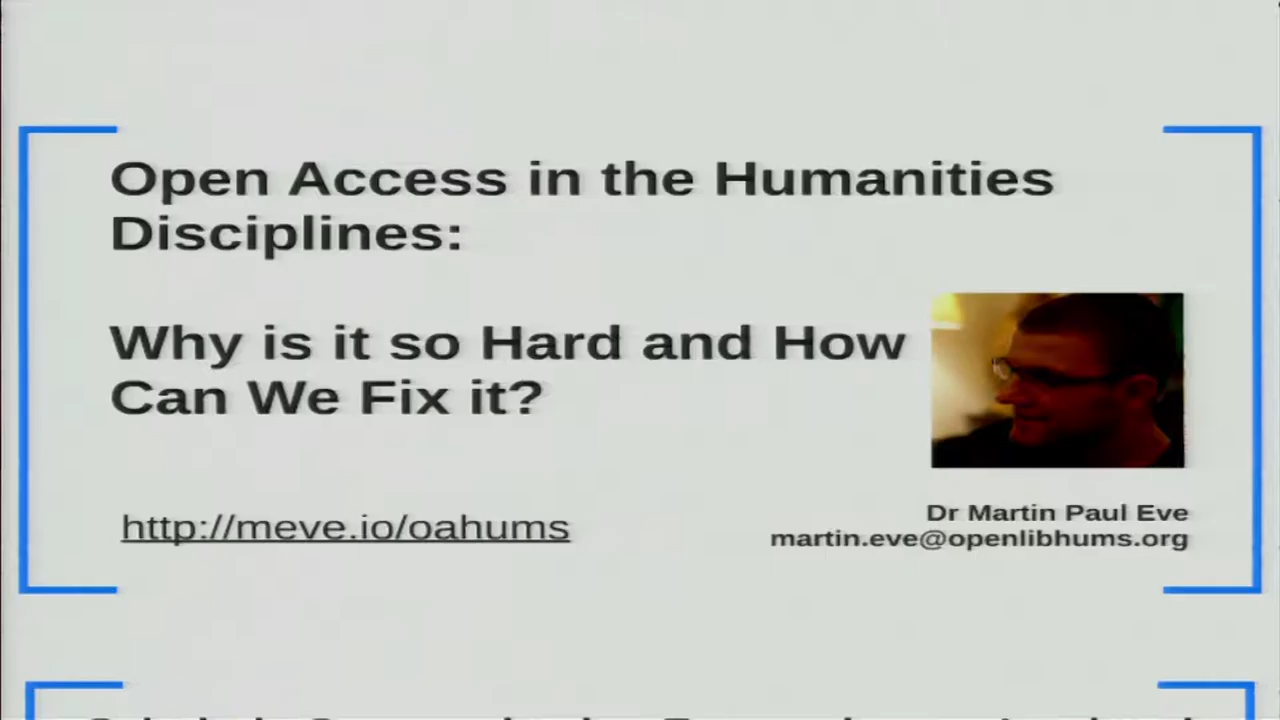 Open Access in the Humanities
Disciplines:
Why is it so Hard and How
Can We Fix it?
http://meve.io/oahums
Dr Martin Paul Eve
martin.eve@openlibhums.org